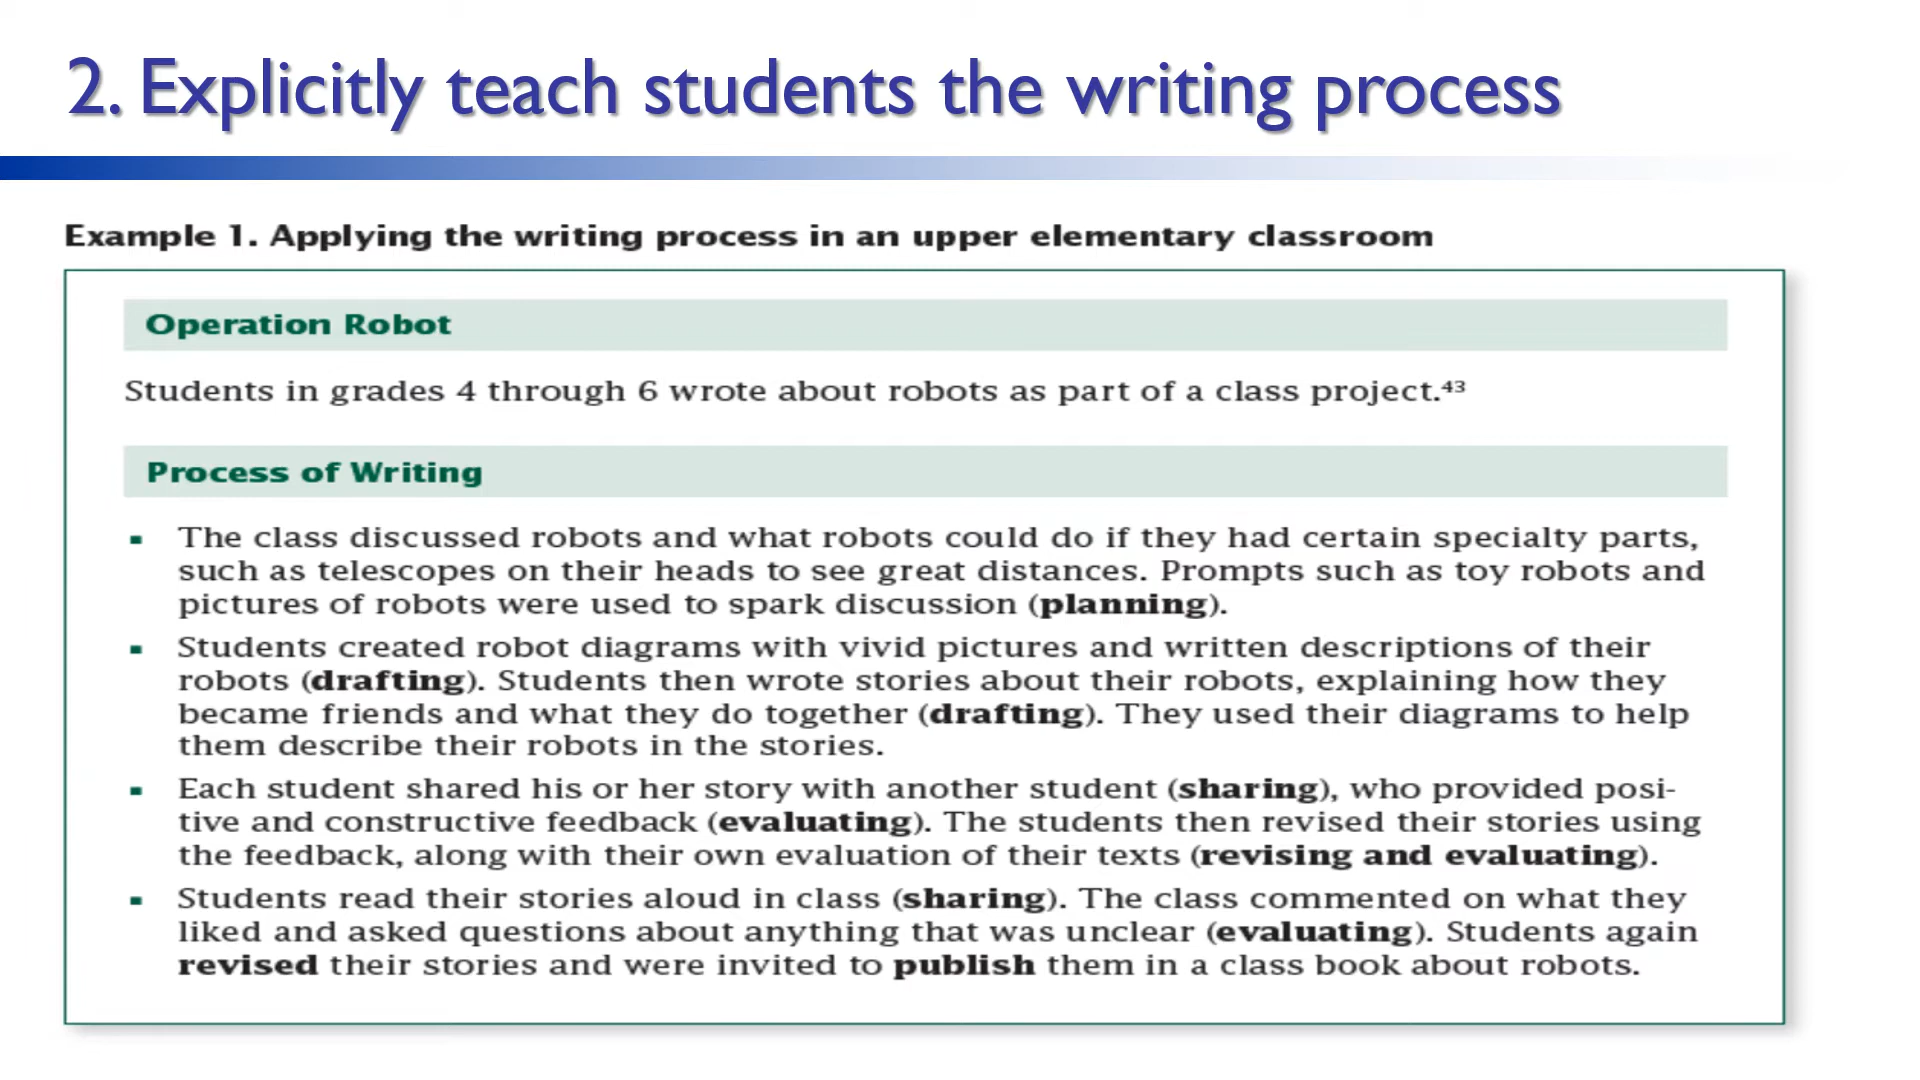 2. Explicitly teach students the writing process
Example 1. Applying the writing process in an upper elementary classroom
Operation Robot
Students in grades 4 through 6 wrote about robots as part of a class project.⁴³
Process of Writing
▪ The class discussed robots and what robots could do if they had certain specialty parts,
such as telescopes on their heads to see great distances. Prompts such as toy robots and
pictures of robots were used to spark discussion (planning).
▪ Students created robot diagrams with vivid pictures and written descriptions of their
robots (drafting). Students then wrote stories about their robots, explaining how they
became friends and what they do together (drafting). They used their diagrams to help
them describe their robots in the stories.
▪ Each student shared his or her story with another student (sharing), who provided posi-
tive and constructive feedback (evaluating). The students then revised their stories using
the feedback, along with their own evaluation of their texts (revising and evaluating).
▪ Students read their stories aloud in class (sharing). The class commented on what they
liked and asked questions about anything that was unclear (evaluating). Students again
revised their stories and were invited to publish them in a class book about robots.